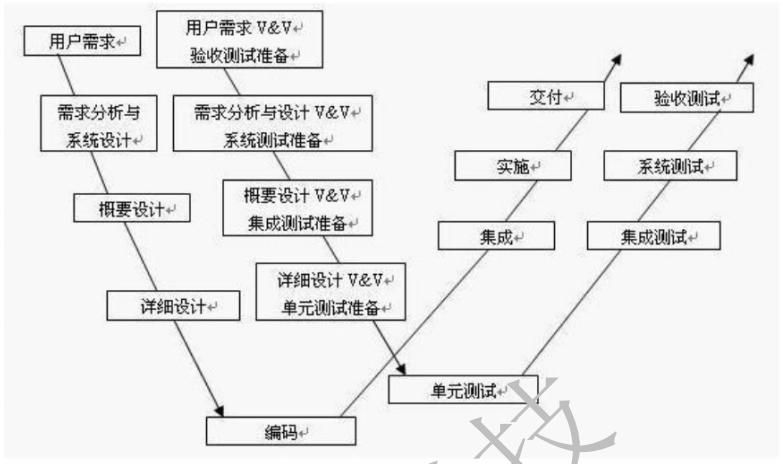 用户需求
用户需求 V&V
验收测试准备
需求分析与
系统设计
需求分析与设计 V&V
系统测试准备
交付
验收测试
概要设计
概要设计 V&V
集成测试准备
实施
系统测试
集成
集成测试
详细设计
详细设计 V&V
单元测试准备
单元测试
编码
技